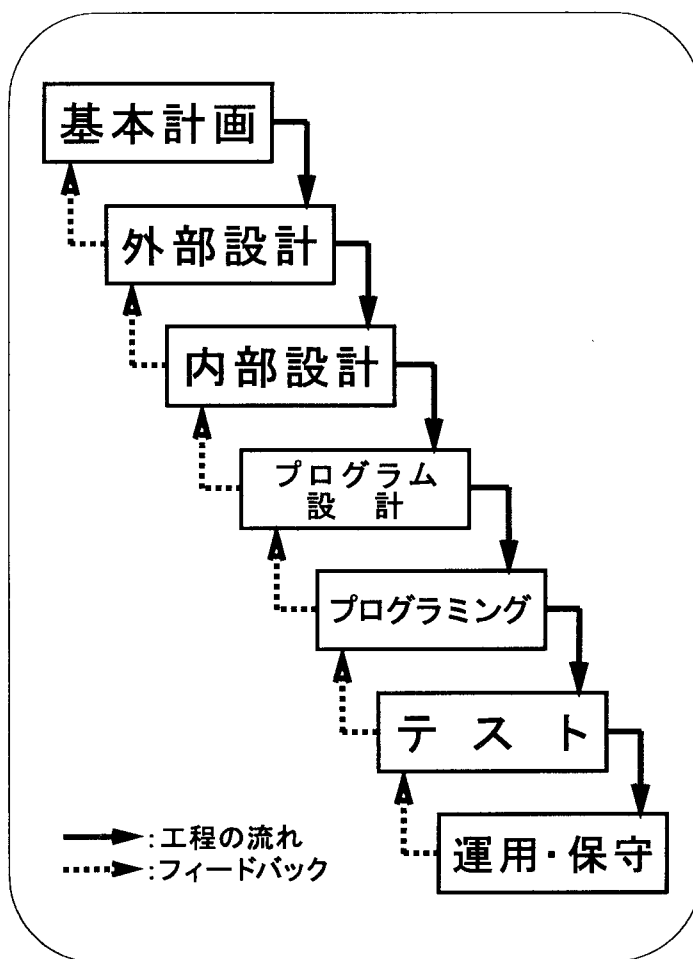 基本計画
外部設計
内部設計
プログラム
設計
プログラミング
テスト
運用・保守
:工程の流れ
:フィードバック